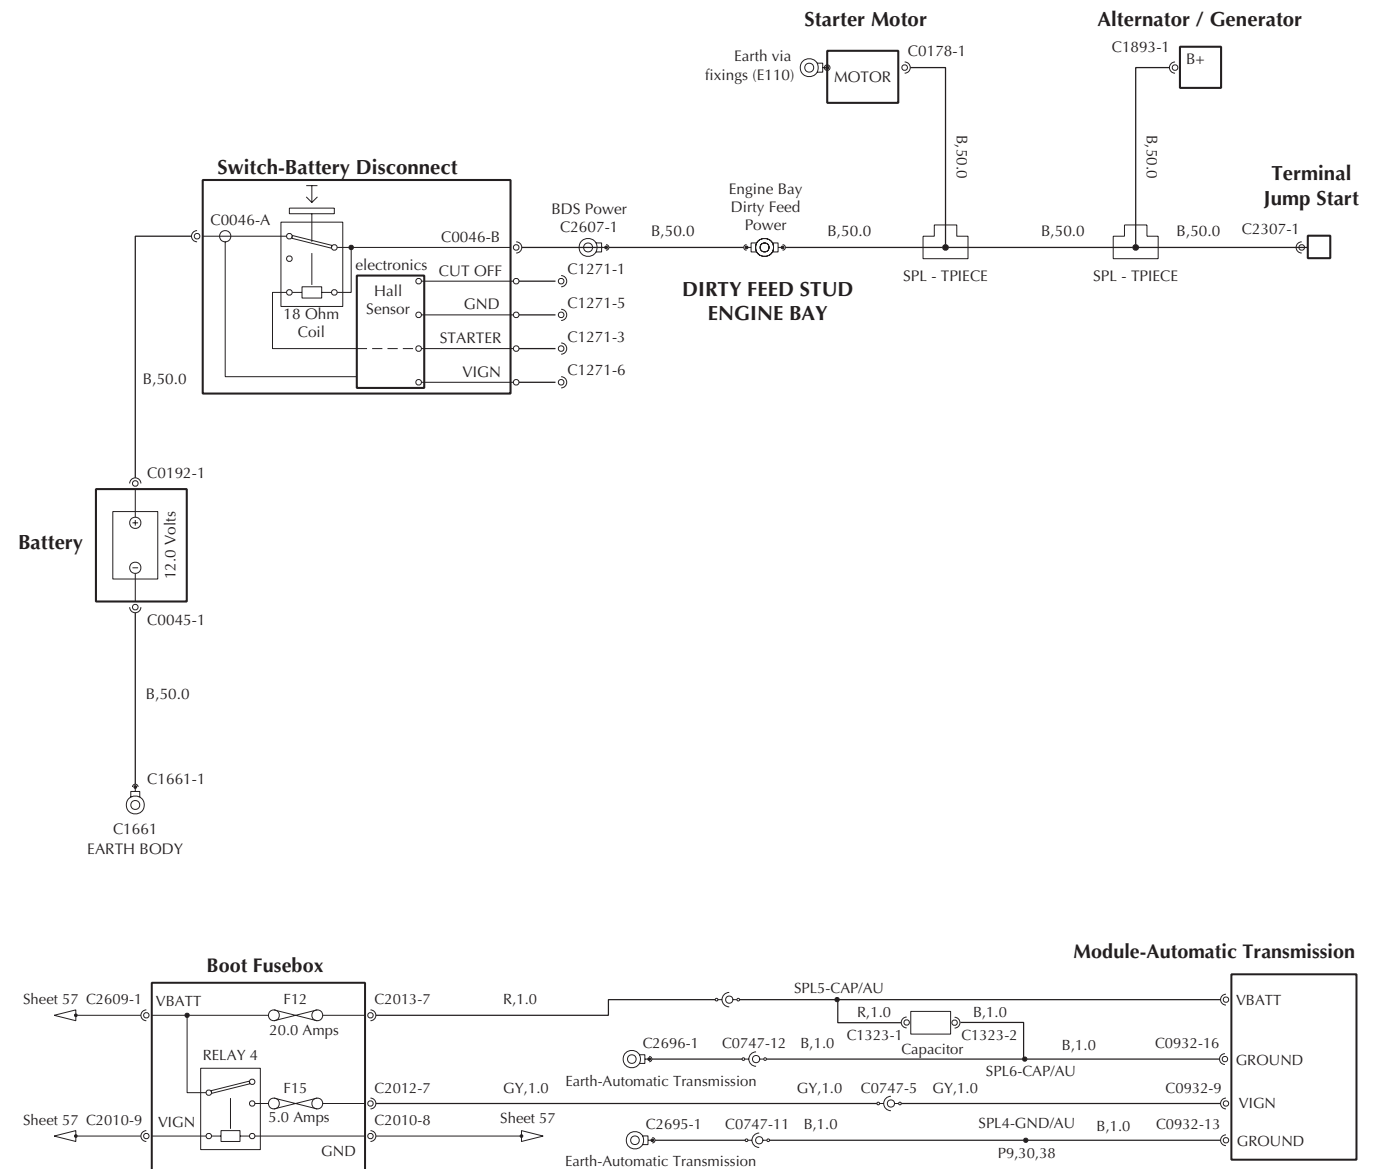 Starter Motor
Alternator / Generator
C0178-1
C1893-1
Earth via
fixings (E110)
MOTOR
B+
B,50.0
B,50.0
Switch-Battery Disconnect
Terminal
Jump Start
C0046-A
BDS Power
C2607-1
Engine Bay
Dirty Feed
Power
C0046-B
B,50.0
B,50.0
B,50.0
B,50.0
C2307-1
electronics
CUT OFF
C1271-1
SPL - TPIECE
SPL - TPIECE
Hall
Sensor
DIRTY FEED STUD
ENGINE BAY
GND
C1271-5
18 Ohm
Coil
STARTER
C1271-3
VIGN
C1271-6
B,50.0
C0192-1
Battery
12.0 Volts
C0045-1
B,50.0
C1661-1
C1661
EARTH BODY
Boot Fusebox
Module-Automatic Transmission
Sheet 57 C2609-1
VBATT
F12
20.0 Amps
C2013-7
R,1.0
SPL5-CAP/AU
VBATT
R,1.0
B,1.0
C1323-1
C1323-2
Capacitor
RELAY 4
C2696-1
C0747-12
B,1.0
B,1.0
C0932-16
GROUND
Earth-Automatic Transmission
SPL6-CAP/AU
F15
5.0 Amps
C2012-7
GY,1.0
GY,1.0
C0747-5
GY,1.0
C0932-9
VIGN
Sheet 57 C2010-9
VIGN
C2010-8
Sheet 57
C2695-1
C0747-11
B,1.0
SPL4-GND/AU
B,1.0
C0932-13
GROUND
GND
Earth-Automatic Transmission
P9,30,38